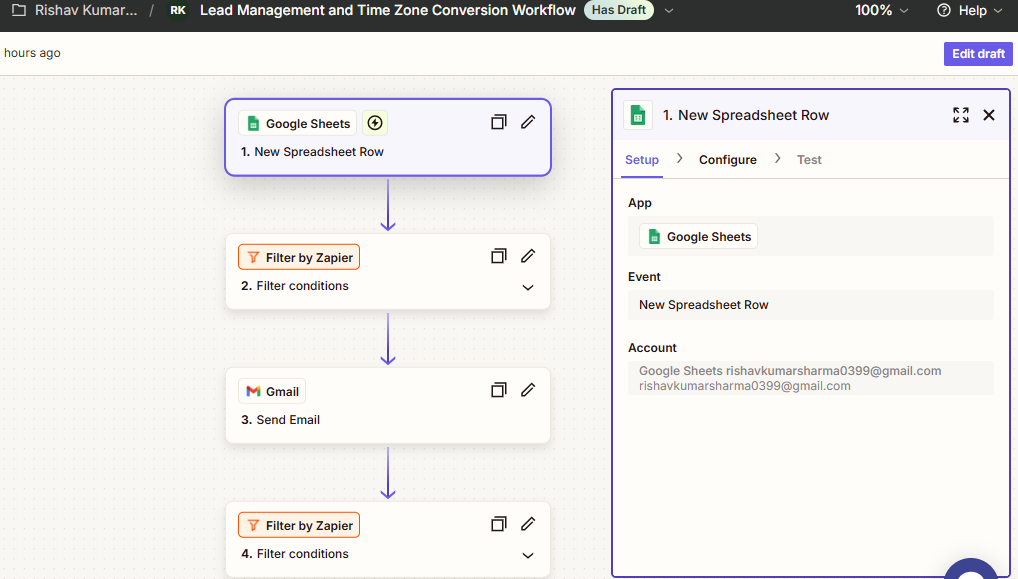 Rishav Kumar... / RK Lead Management and Time Zone Conversion Workflow Has Draft 100% Help
hours ago
Edit draft
Google Sheets
1. New Spreadsheet Row
Filter by Zapier
2. Filter conditions
Gmail
3. Send Email
Filter by Zapier
4. Filter conditions
1. New Spreadsheet Row
Setup Configure Test
App
Google Sheets
Event
New Spreadsheet Row
Account
Google Sheets rishavkumarsharma0399@gmail.com
rishavkumarsharma0399@gmail.com